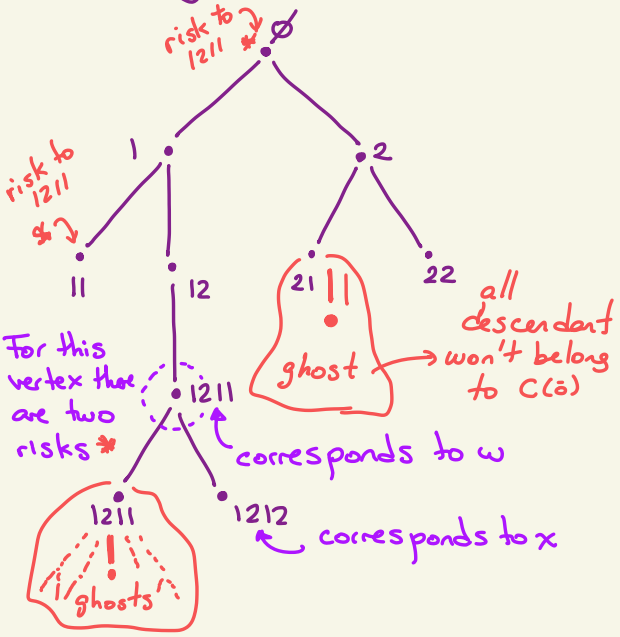 risk to
1211 *
∅
1
2
risk to
1211
*
11
12
21
!!
22
ghost
all
descendant
won't belong
to C(ō)
For this
vertex there
are two
risks *
1211
corresponds to w
1211
1212
corresponds to x
!
ghosts